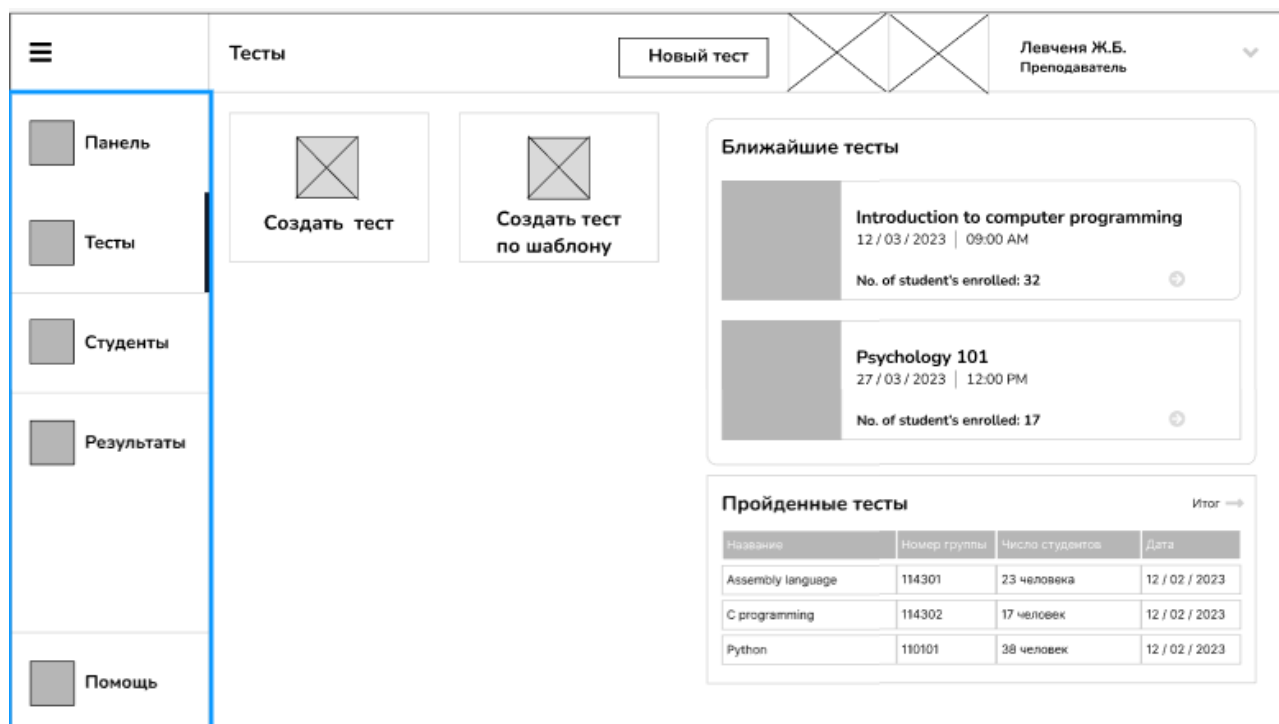 Тесты
Новый тест
Левченя Ж.Б.
Преподаватель
Панель
Тесты
Студенты
Результаты
Помощь
Создать тест
Создать тест
по шаблону
Ближайшие тесты
Introduction to computer programming
12 / 03 / 2023 | 09:00 AM
No. of student's enrolled: 32
Psychology 101
27 / 03 / 2023 | 12:00 PM
No. of student's enrolled: 17
Пройденные тесты
Итог
Название Номер группы Число студентов Дата
Assembly language 114301 23 человека 12 / 02 / 2023
C programming 114302 17 человек 12 / 02 / 2023
Python 110101 38 человек 12 / 02 / 2023